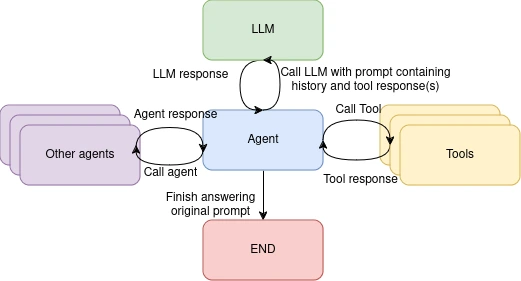 LLM
LLM response
Call LLM with prompt containing
history and tool response(s)
Agent response
Call Tool
Other agents
Agent
Tools
Call agent
Tool response
Finish answering
original prompt
END